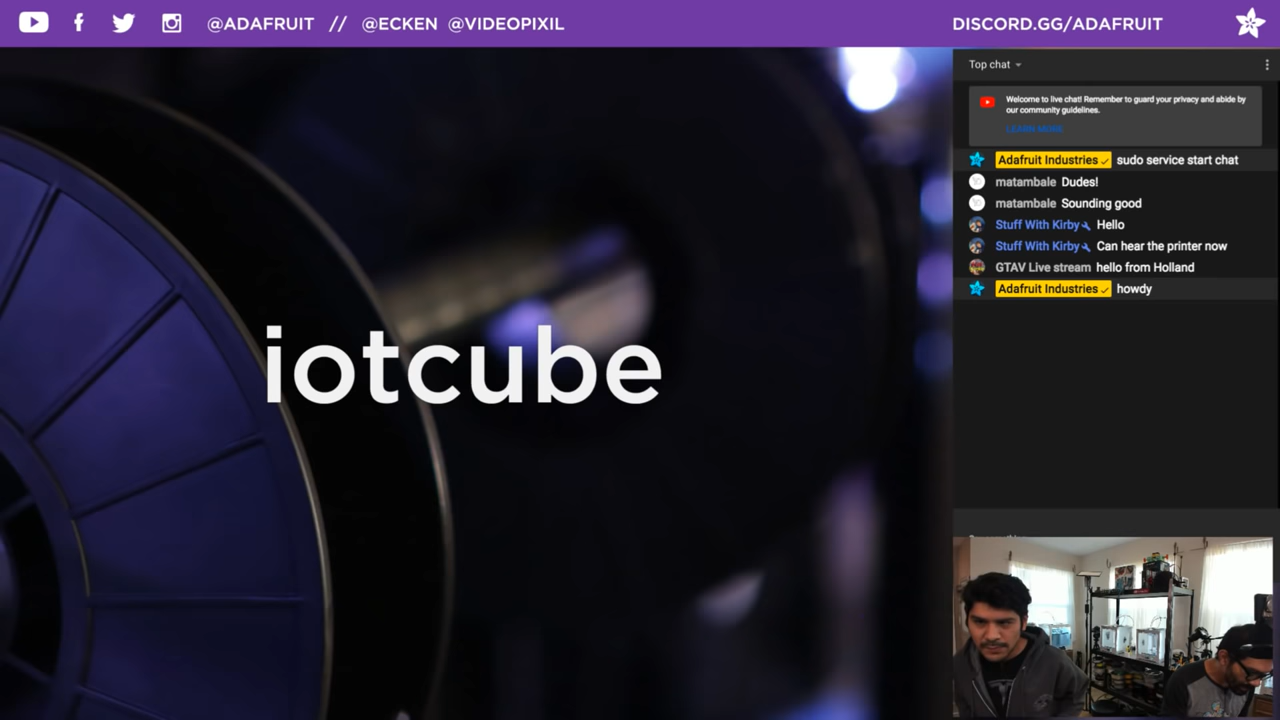 @ADAFRUIT // @ECKEN @VIDEOPIXIL
DISCORD.GG/ADAFRUIT
Top chat
Welcome to live chat! Remember to guard your privacy and abide by
our community guidelines.
LEARN MORE
Adafruit Industries sudo service start chat
matambale Dudes!
matambale Sounding good
Stuff With Kirby Hello
Stuff With Kirby Can hear the printer now
GTAV Live stream hello from Holland
Adafruit Industries howdy
iotcube